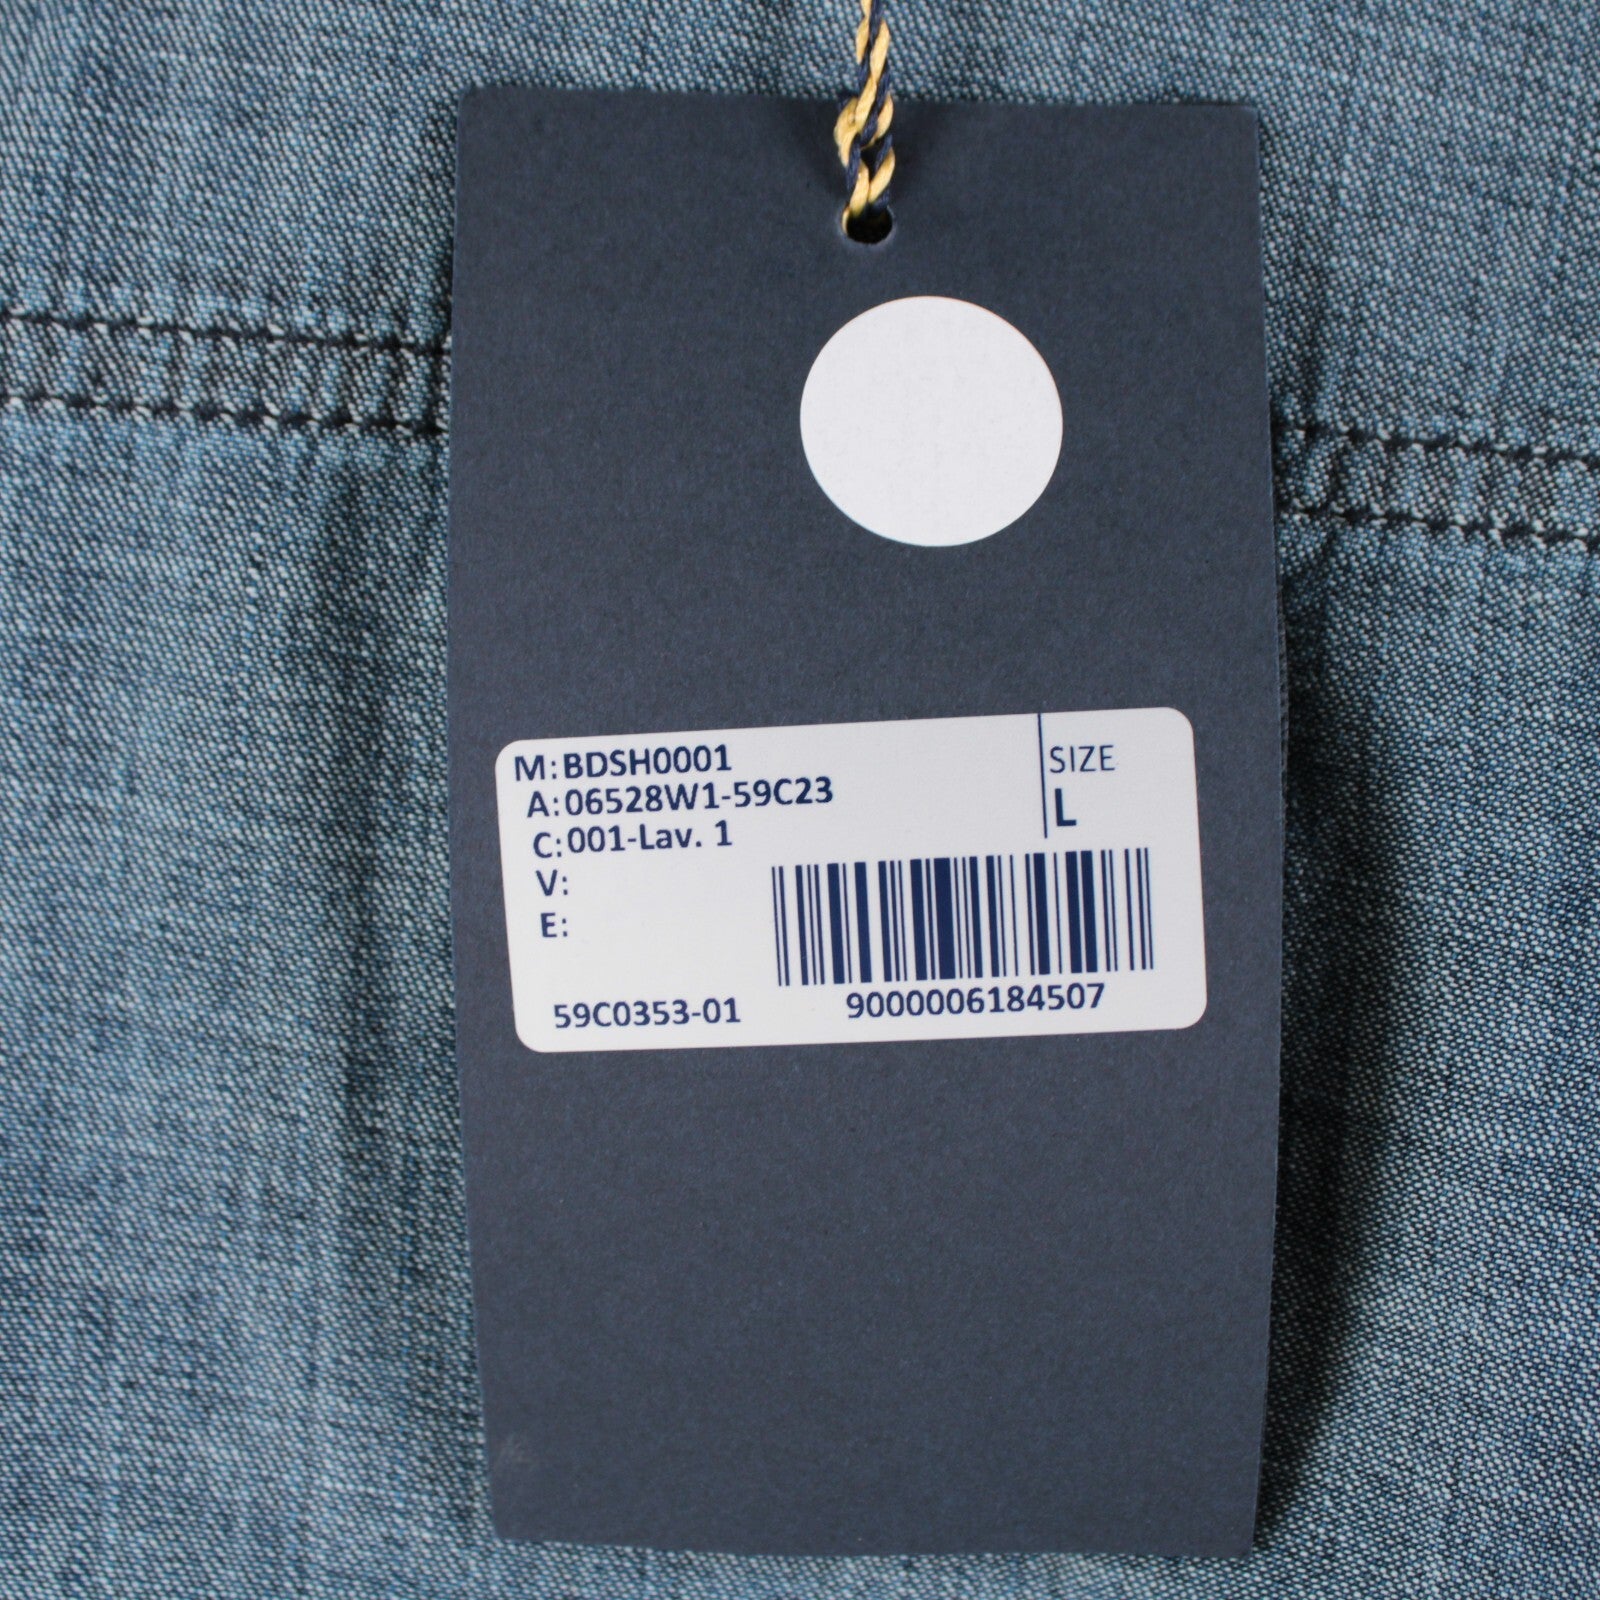 M: BDSH0001
A: 06528W1-59C23
C: 001-Lav. 1
V:
E:
SIZE
L
59C0353-01
9000006184507